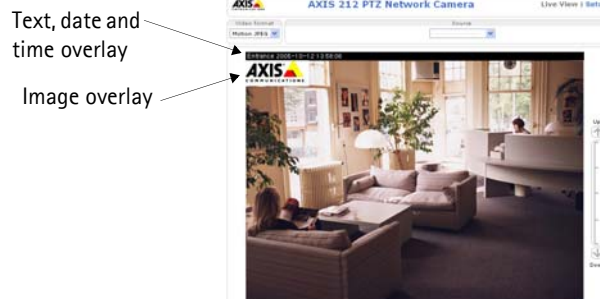 AXIS
AXIS 212 PTZ Network Camera
Live View | Setu
Video format
Source
Motion JPEG
Text, date and
time overlay
Entrance 2005-10-12 13:58:06
AXIS
COMMUNICATIONS
Image overlay